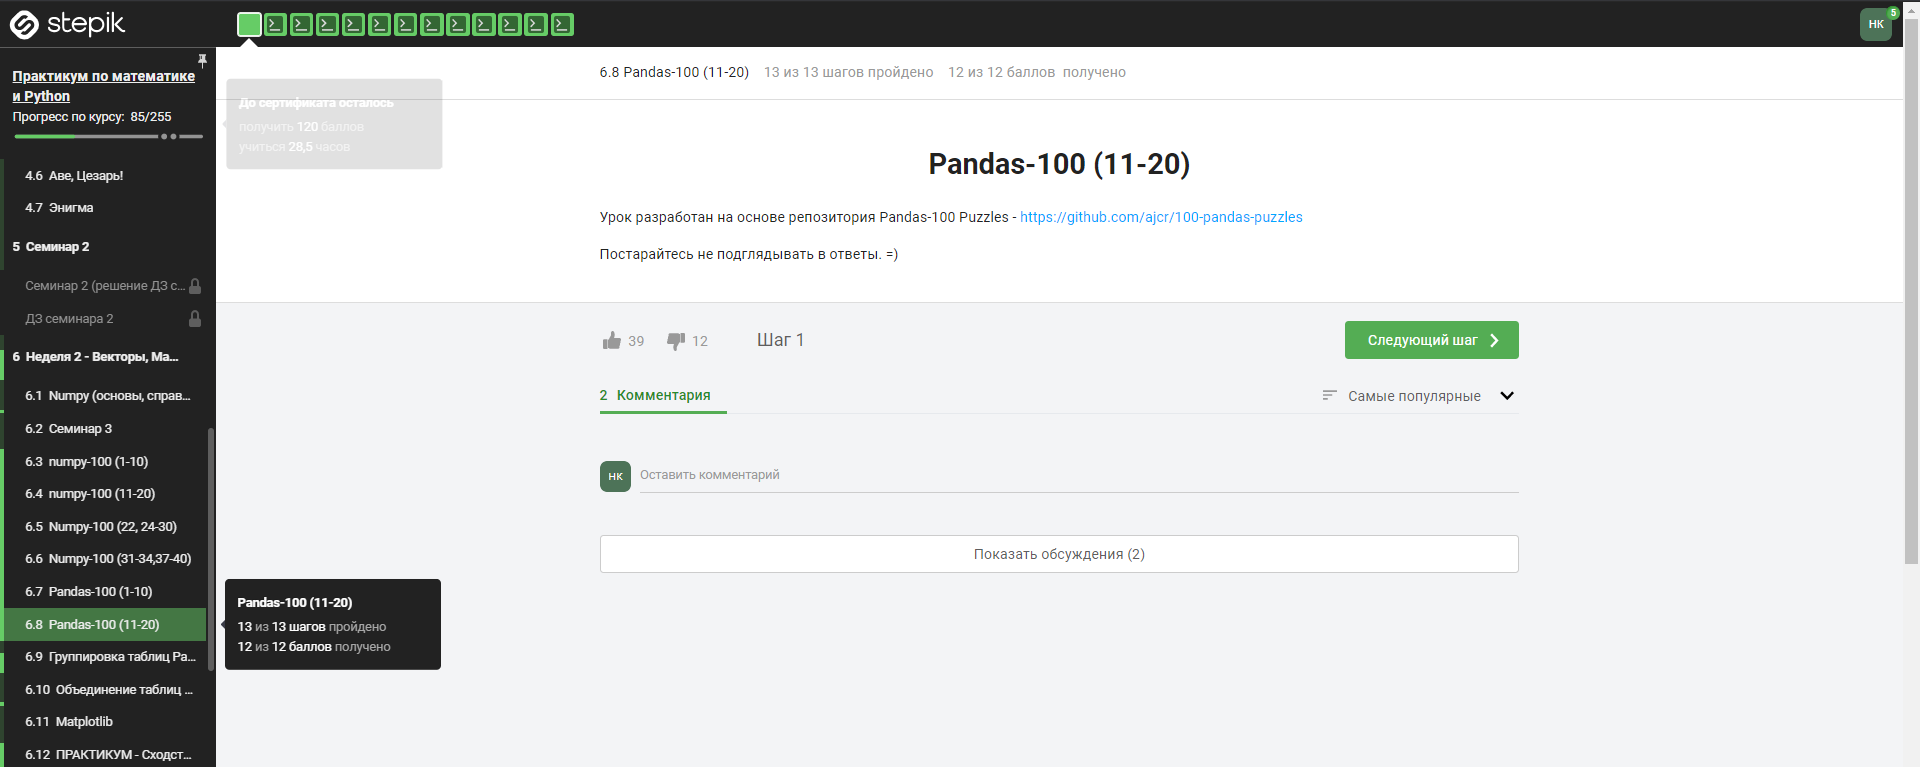 stepik
НК
5
Практикум по математике
и Python
Прогресс по курсу: 85/255
4.6 Аве, Цезарь!
4.7 Энигма
5 Семинар 2
Семинар 2 (решение ДЗ с...
ДЗ семинара 2
6 Неделя 2 - Векторы, Ма...
6.1 Numpy (основы, справ...
6.2 Семинар 3
6.3 numpy-100 (1-10)
6.4 numpy-100 (11-20)
6.5 Numpy-100 (22, 24-30)
6.6 Numpy-100 (31-34,37-40)
6.7 Pandas-100 (1-10)
6.8 Pandas-100 (11-20)
6.9 Группировка таблиц Pa...
6.10 Объединение таблиц ...
6.11 Matplotlib
6.12 ПРАКТИКУМ - Сходст...
До сертификата осталось
получить 120 баллов
учиться 28,5 часов
Pandas-100 (11-20)
13 из 13 шагов пройдено
12 из 12 баллов получено
6.8 Pandas-100 (11-20) 13 из 13 шагов пройдено 12 из 12 баллов получено
Pandas-100 (11-20)
Урок разработан на основе репозитория Pandas-100 Puzzles - https://github.com/ajcr/100-pandas-puzzles
Постарайтесь не подглядывать в ответы. =)
39 12 Шаг 1 Следующий шаг
2 Комментария Самые популярные
НК Оставить комментарий
Показать обсуждения (2)